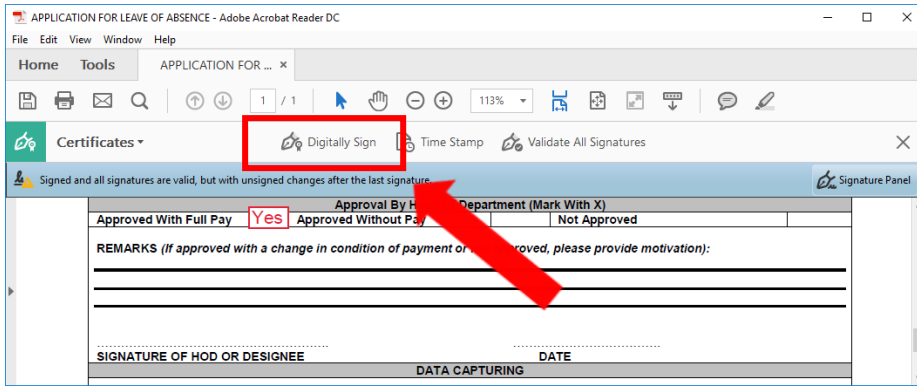 APPLICATION FOR LEAVE OF ABSENCE - Adobe Acrobat Reader DC
File Edit View Window Help
Home Tools APPLICATION FOR ... ×
1 / 1 113%
Certificates Digitally Sign Time Stamp Validate All Signatures
Signed and all signatures are valid, but with unsigned changes after the last signature. Signature Panel
Approval By H Department (Mark With X)
Approved With Full Pay Yes Approved Without Pay Not Approved
REMARKS (If approved with a change in condition of payment or approved, please provide motivation):
SIGNATURE OF HOD OR DESIGNEE DATE
DATA CAPTURING